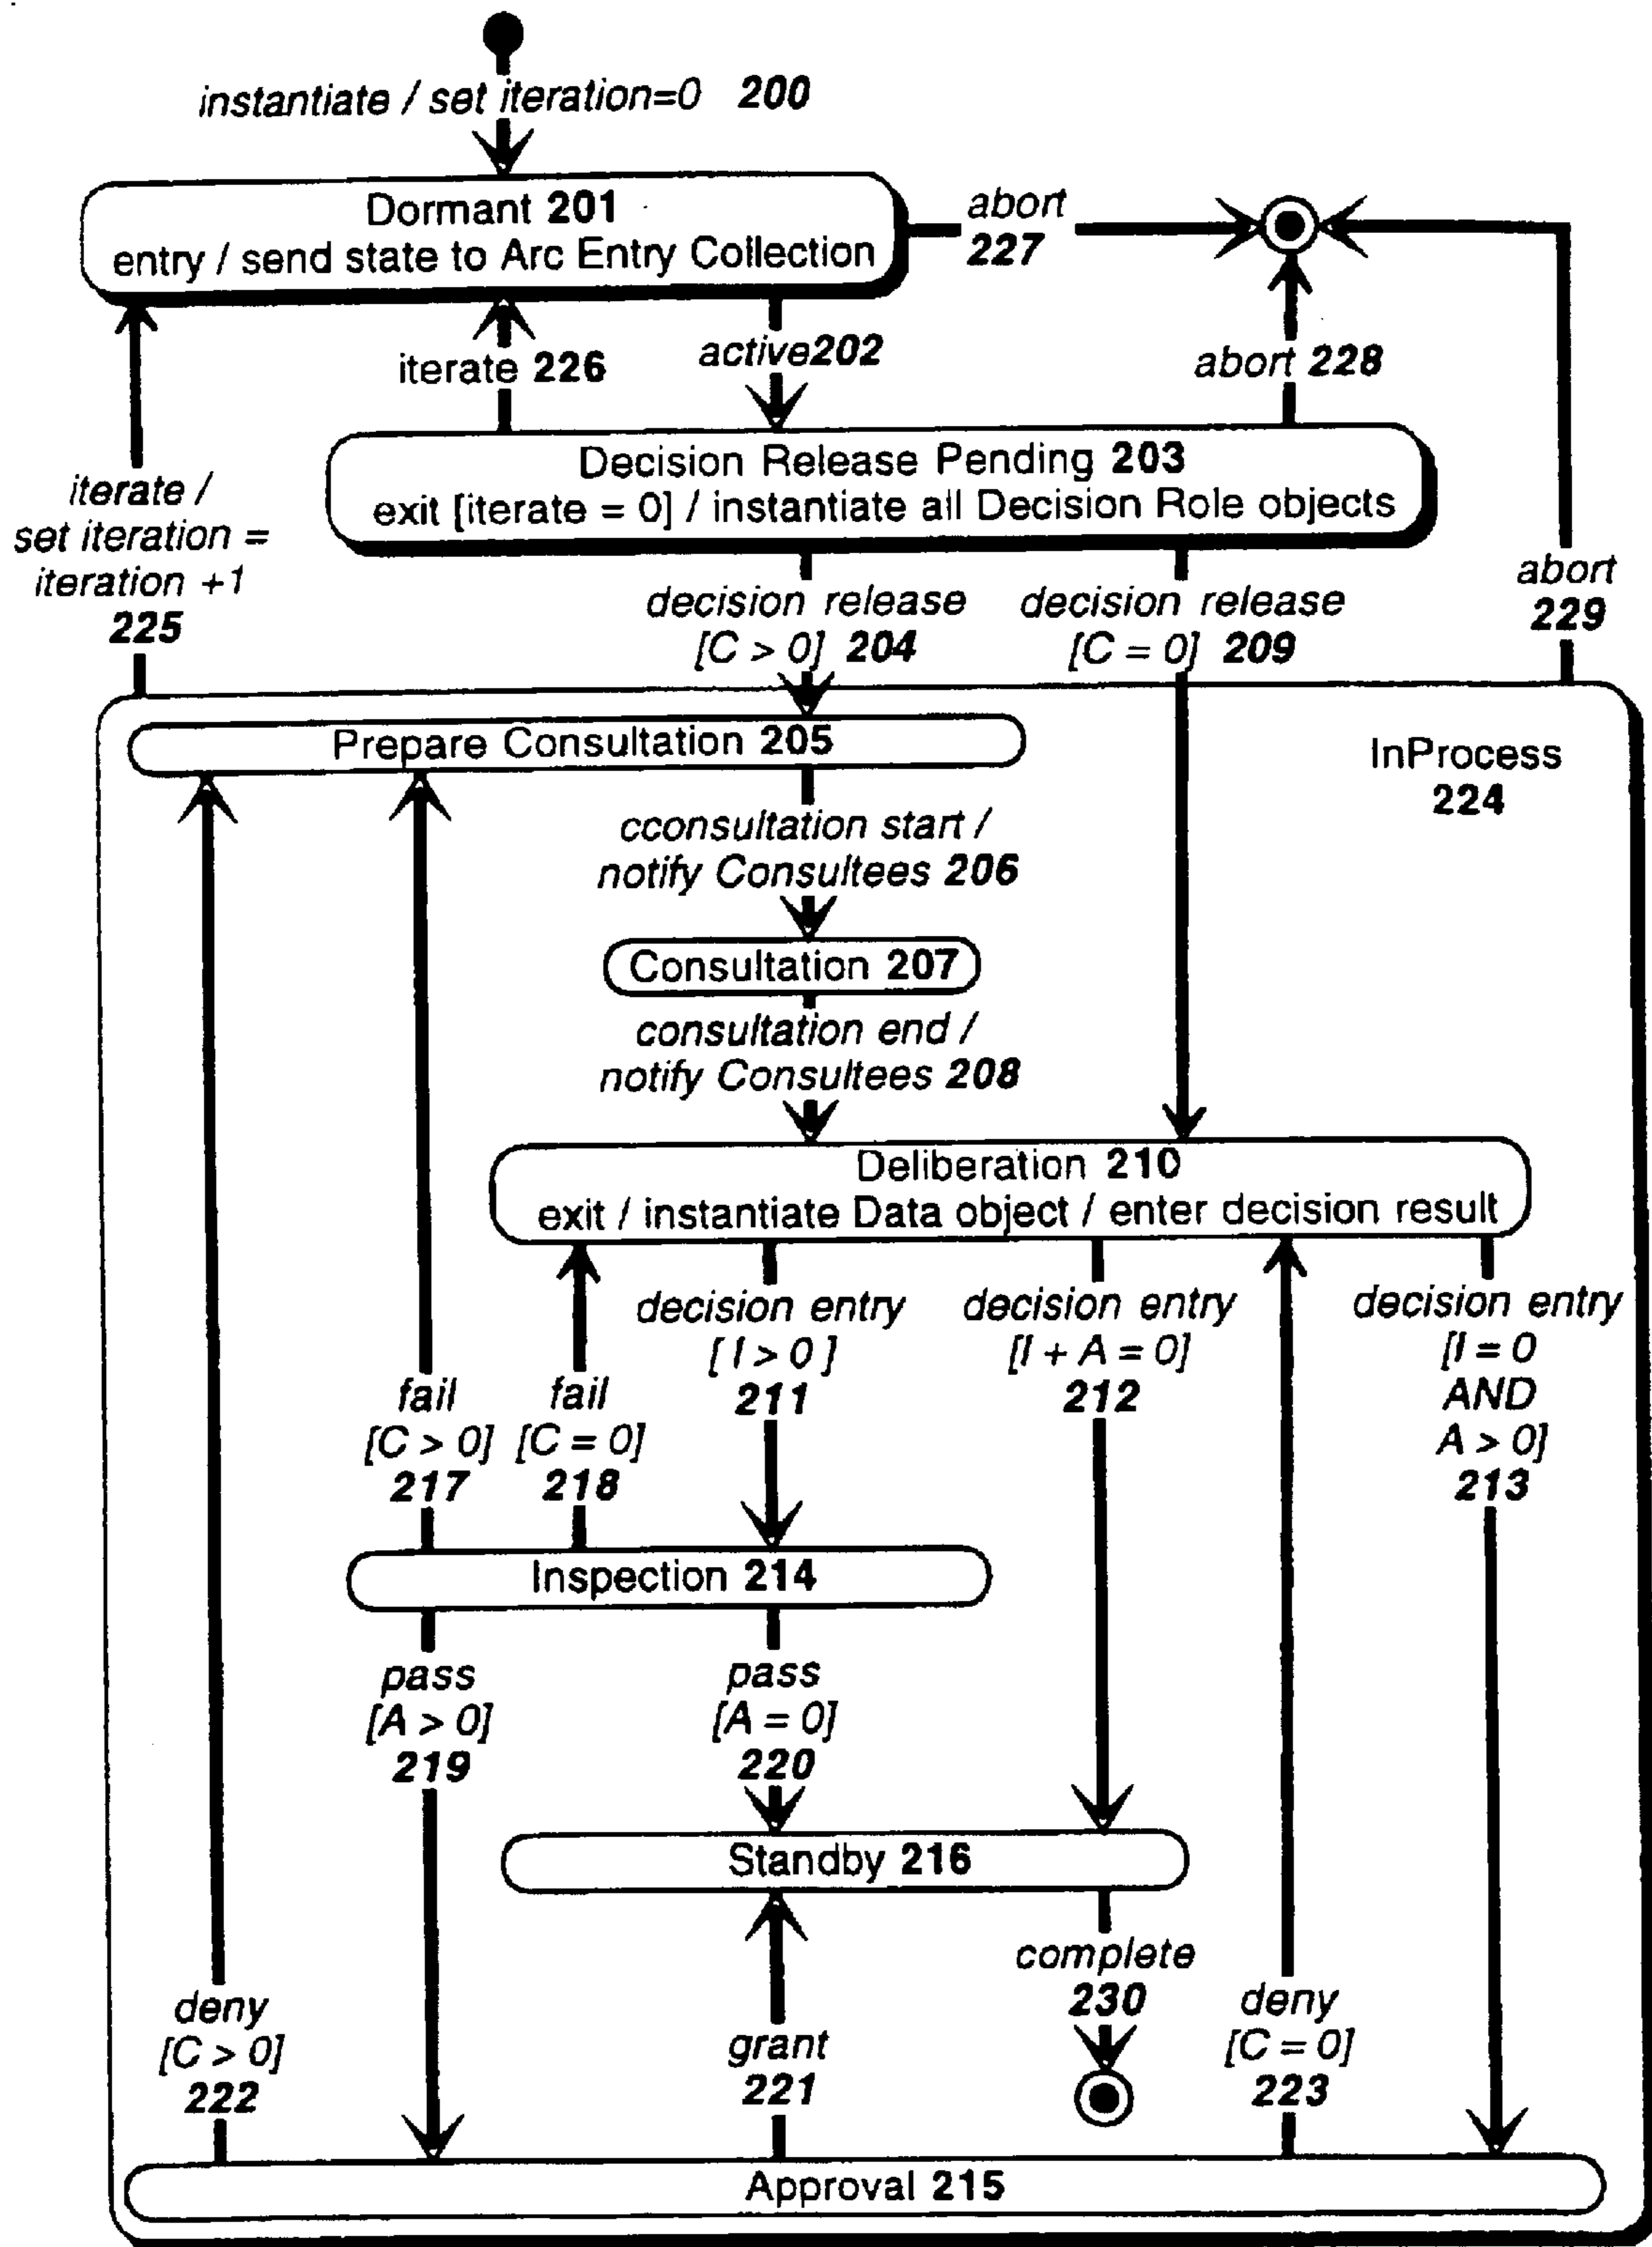 instantiate / set iteration=0 200
Dormant 201
entry / send state to Arc Entry Collection
abort
227
iterate 226
active202
abort 228
Decision Release Pending 203
exit [iterate = 0] / instantiate all Decision Role objects
iterate /
set iteration =
iteration +1
225
decision release
[C > 0] 204
decision release
[C = 0] 209
abort
229
Prepare Consultation 205
InProcess
224
cconsultation start /
notify Consultees 206
Consultation 207
consultation end /
notify Consultees 208
Deliberation 210
exit / instantiate Data object / enter decision result
decision entry
[ I > 0 ]
211
decision entry
[I + A = 0]
212
decision entry
[I = 0
AND
A > 0]
213
fail
[C > 0]
217
fail
[C = 0]
218
Inspection 214
pass
[A > 0]
219
pass
[A = 0]
220
Standby 216
complete
230
deny
[C > 0]
222
grant
221
deny
[C = 0]
223
Approval 215